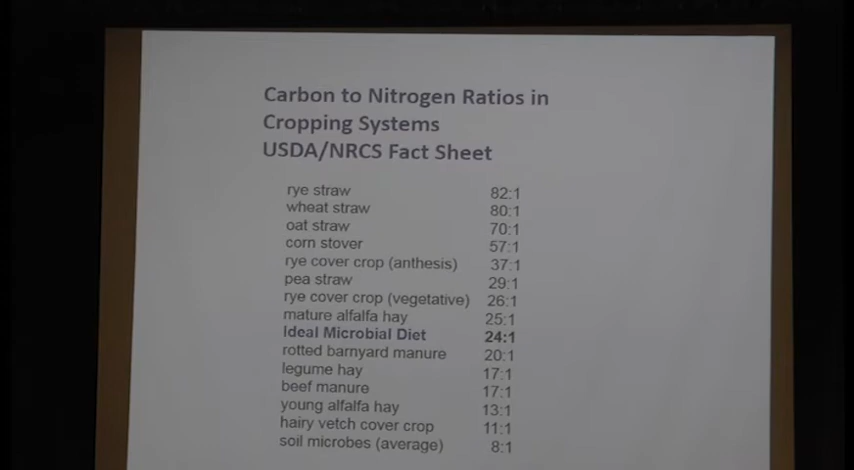 Carbon to Nitrogen Ratios in
Cropping Systems
USDA/NRCS Fact Sheet
rye straw 82:1
wheat straw 80:1
oat straw 70:1
corn stover 57:1
rye cover crop (anthesis) 37:1
pea straw 29:1
rye cover crop (vegetative) 26:1
mature alfalfa hay 25:1
Ideal Microbial Diet 24:1
rotted barnyard manure 20:1
legume hay 17:1
beef manure 17:1
young alfalfa hay 13:1
hairy vetch cover crop 11:1
soil microbes (average) 8:1